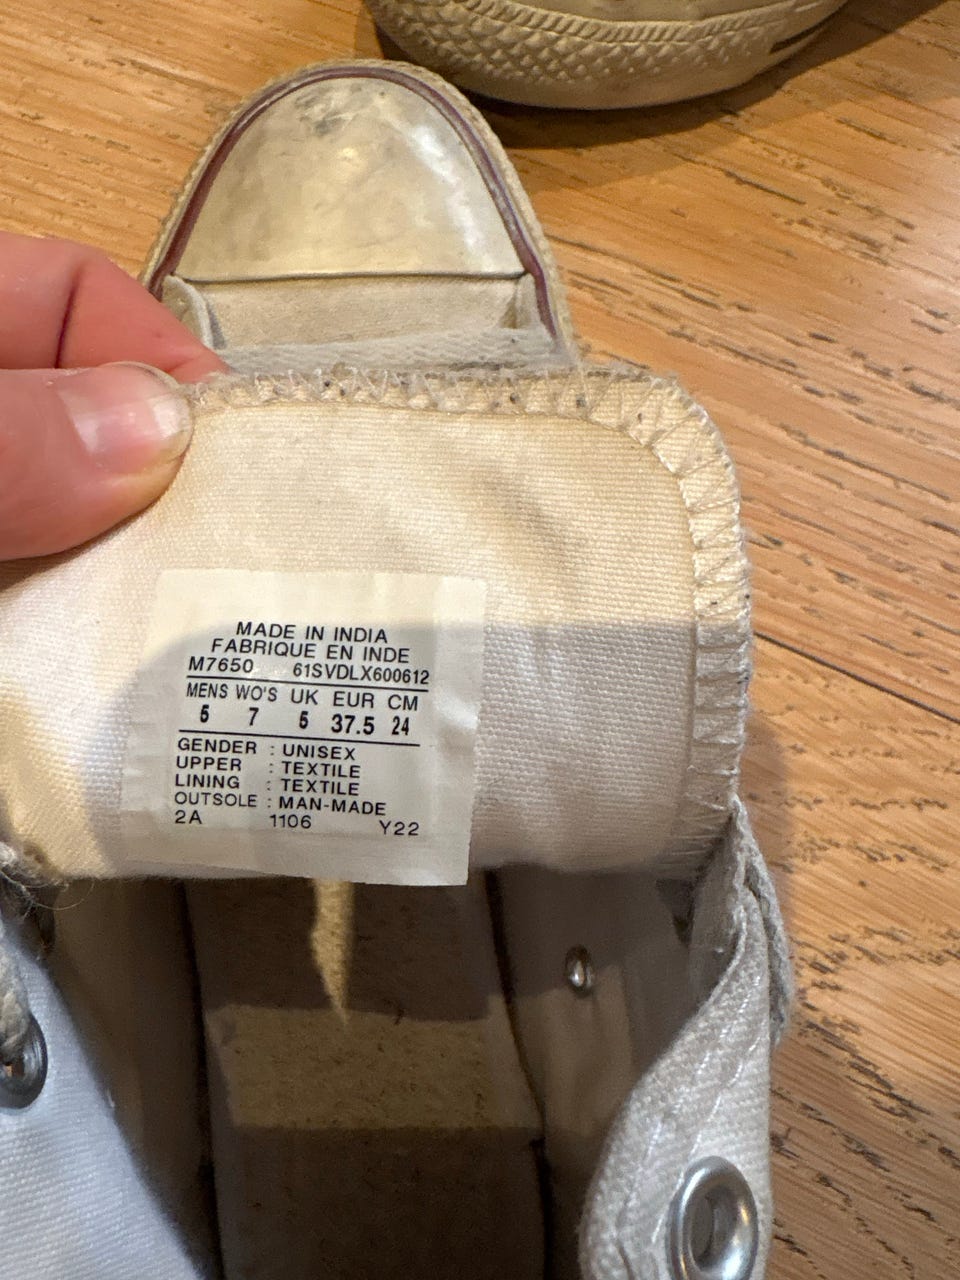 MADE IN INDIA
FABRIQUE EN INDE
M7650 61SVDLX600612
MENS WO'S UK EUR CM
5 7 5 37.5 24
GENDER : UNISEX
UPPER : TEXTILE
LINING : TEXTILE
OUTSOLE : MAN-MADE
2A 1106 Y22